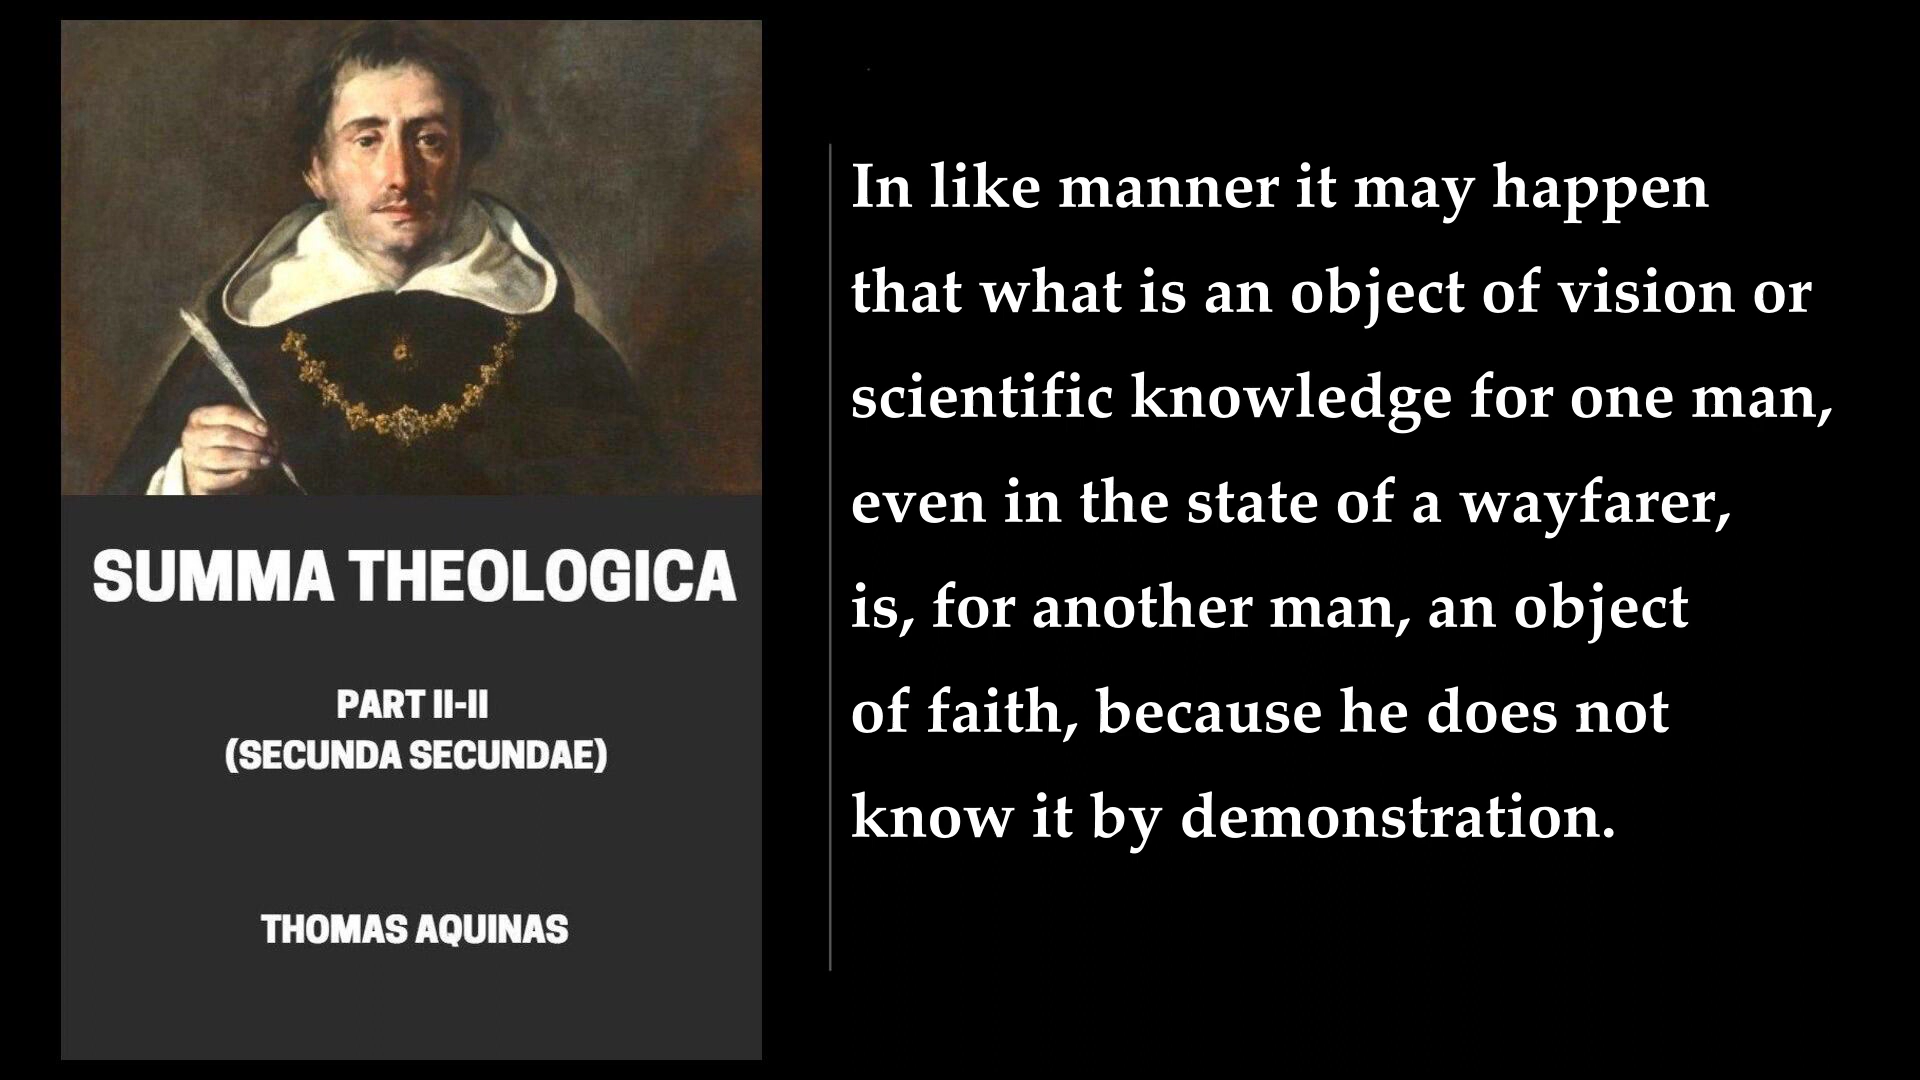 SUMMA THEOLOGICA
PART II-II
(SECUNDA SECUNDAE)
THOMAS AQUINAS
In like manner it may happen
that what is an object of vision or
scientific knowledge for one man,
even in the state of a wayfarer,
is, for another man, an object
of faith, because he does not
know it by demonstration.